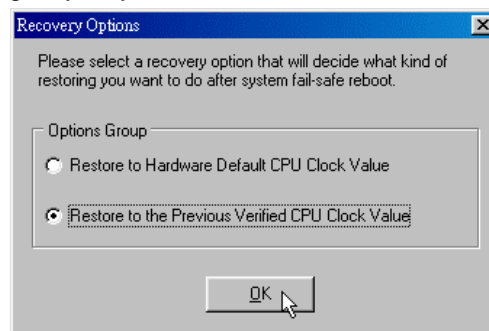 Recovery Options
Please select a recovery option that will decide what kind of
restoring you want to do after system fail-safe reboot.
Options Group
Restore to Hardware Default CPU Clock Value
Restore to the Previous Verified CPU Clock Value
OK